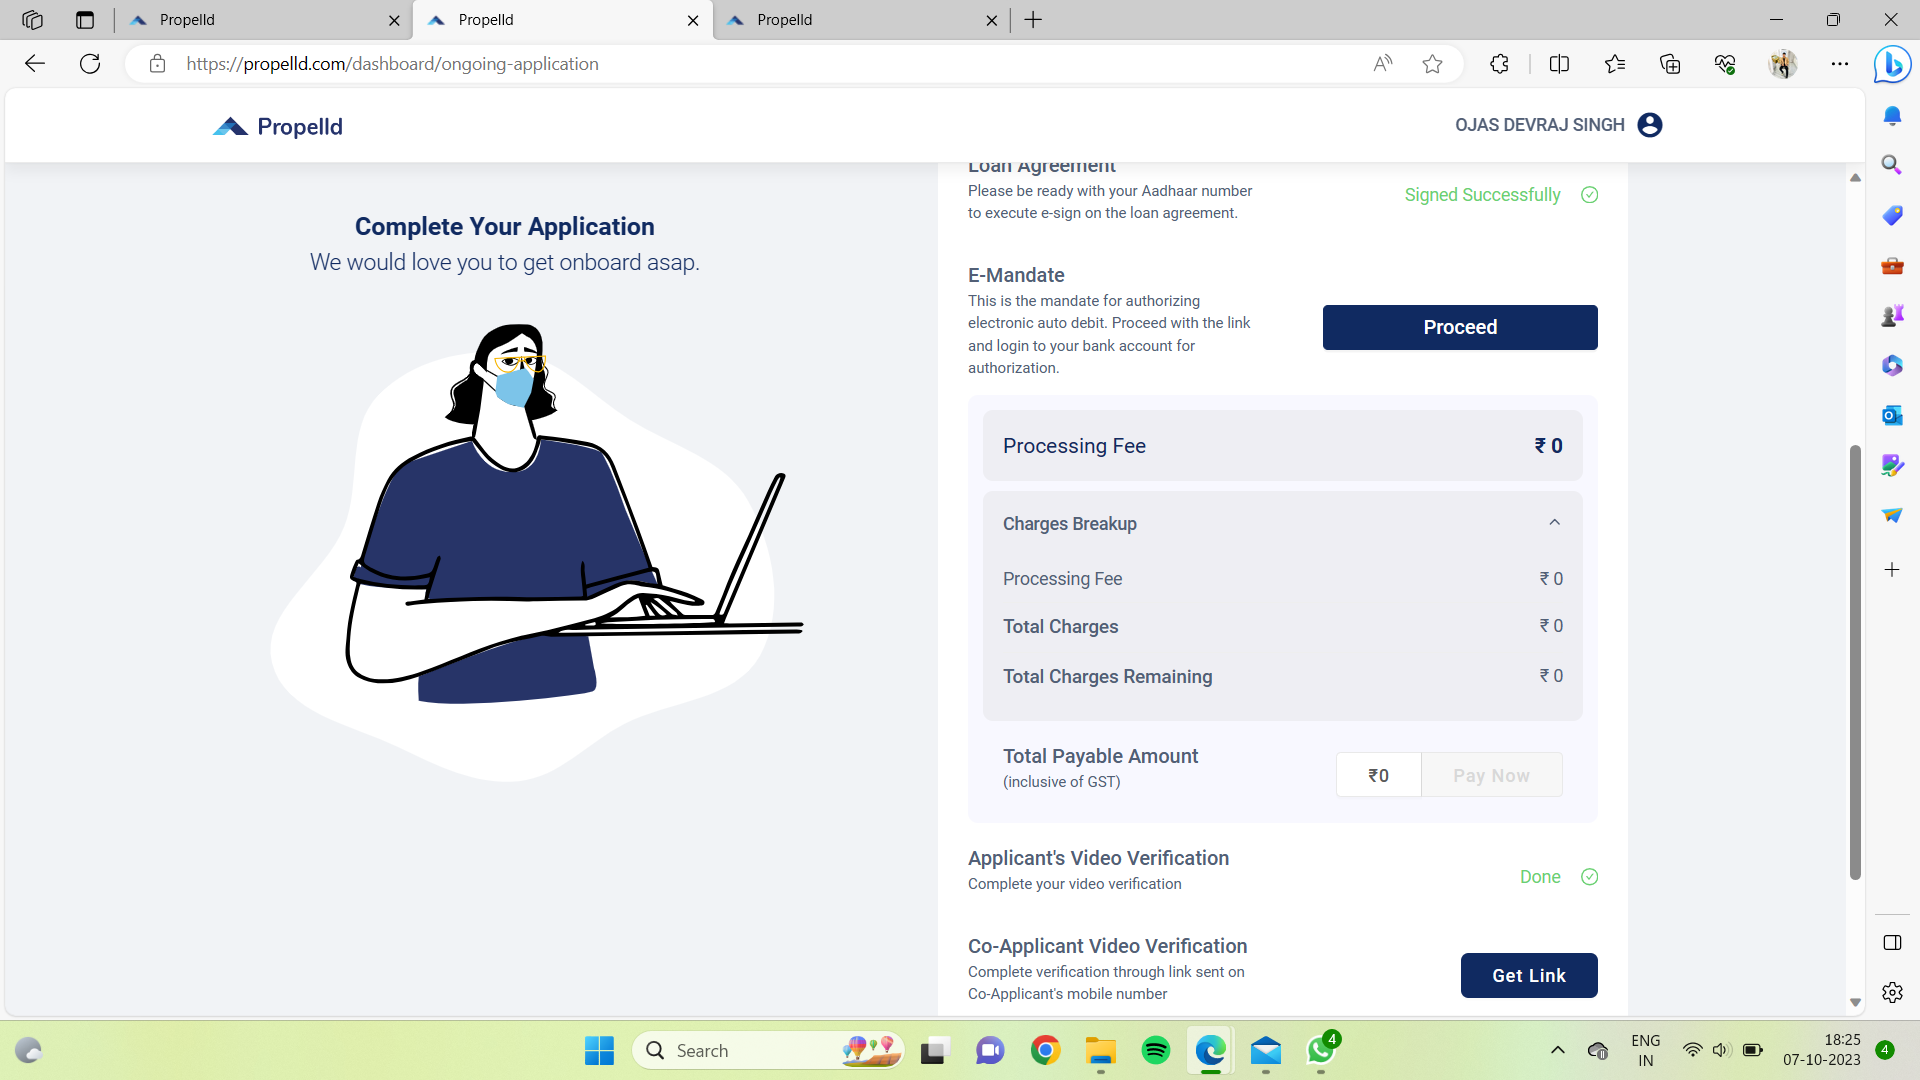 Propelld
Propelld
Propelld
https://propelld.com/dashboard/ongoing-application
Propelld
OJAS DEVRAJ SINGH
Complete Your Application
We would love you to get onboard asap.
Loan Agreement
Please be ready with your Aadhaar number
to execute e-sign on the loan agreement.
Signed Successfully
E-Mandate
This is the mandate for authorizing
electronic auto debit. Proceed with the link
and login to your bank account for
authorization.
Proceed
Processing Fee ₹ 0
Charges Breakup
Processing Fee ₹ 0
Total Charges ₹ 0
Total Charges Remaining ₹ 0
Total Payable Amount
(inclusive of GST)
₹0 Pay Now
Applicant's Video Verification
Complete your video verification
Done
Co-Applicant Video Verification
Complete verification through link sent on
Co-Applicant's mobile number
Get Link
Search
4
ENG
IN
18:25
07-10-2023
4